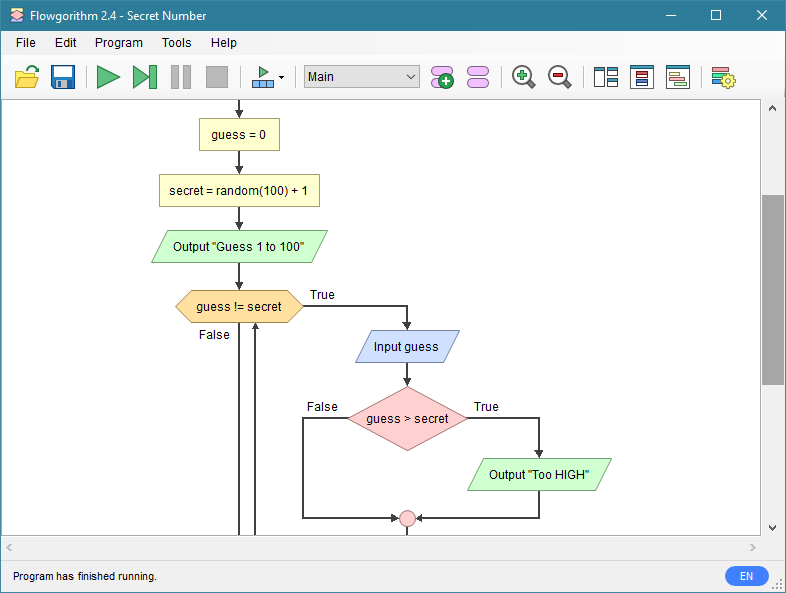 Flowgorithm 2.4 - Secret Number
File Edit Program Tools Help
Main
guess = 0
secret = random(100) + 1
Output "Guess 1 to 100"
guess != secret
True
False
Input guess
guess > secret
False
True
Output "Too HIGH"
Program has finished running.
EN